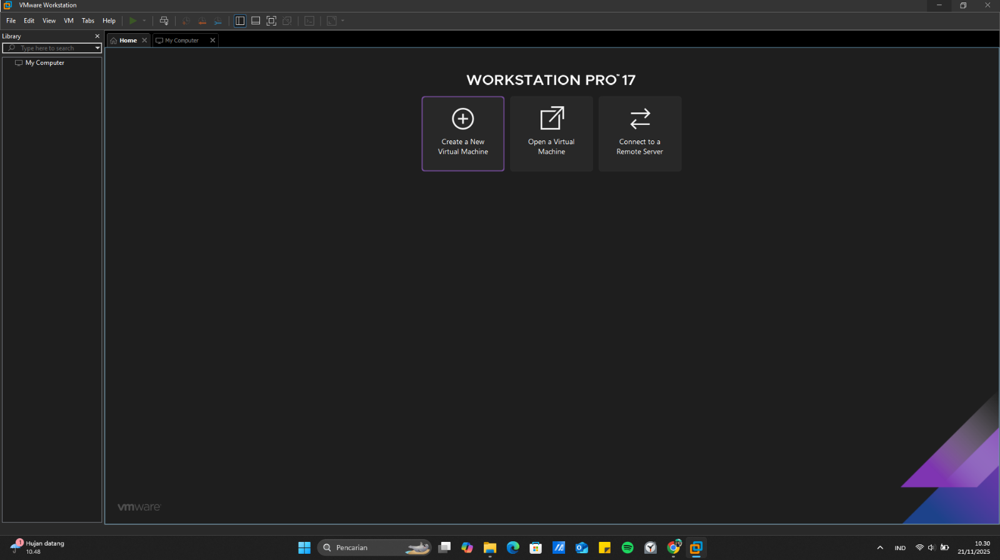 VMware Workstation
File Edit View VM Tabs Help
Library
Type here to search
My Computer
Home
My Computer
WORKSTATION PRO™ 17
Create a New
Virtual Machine
Open a Virtual
Machine
Connect to a
Remote Server
vmware
1
Hujan datang
10.48
Pencarian
IND
10.30
21/11/2025